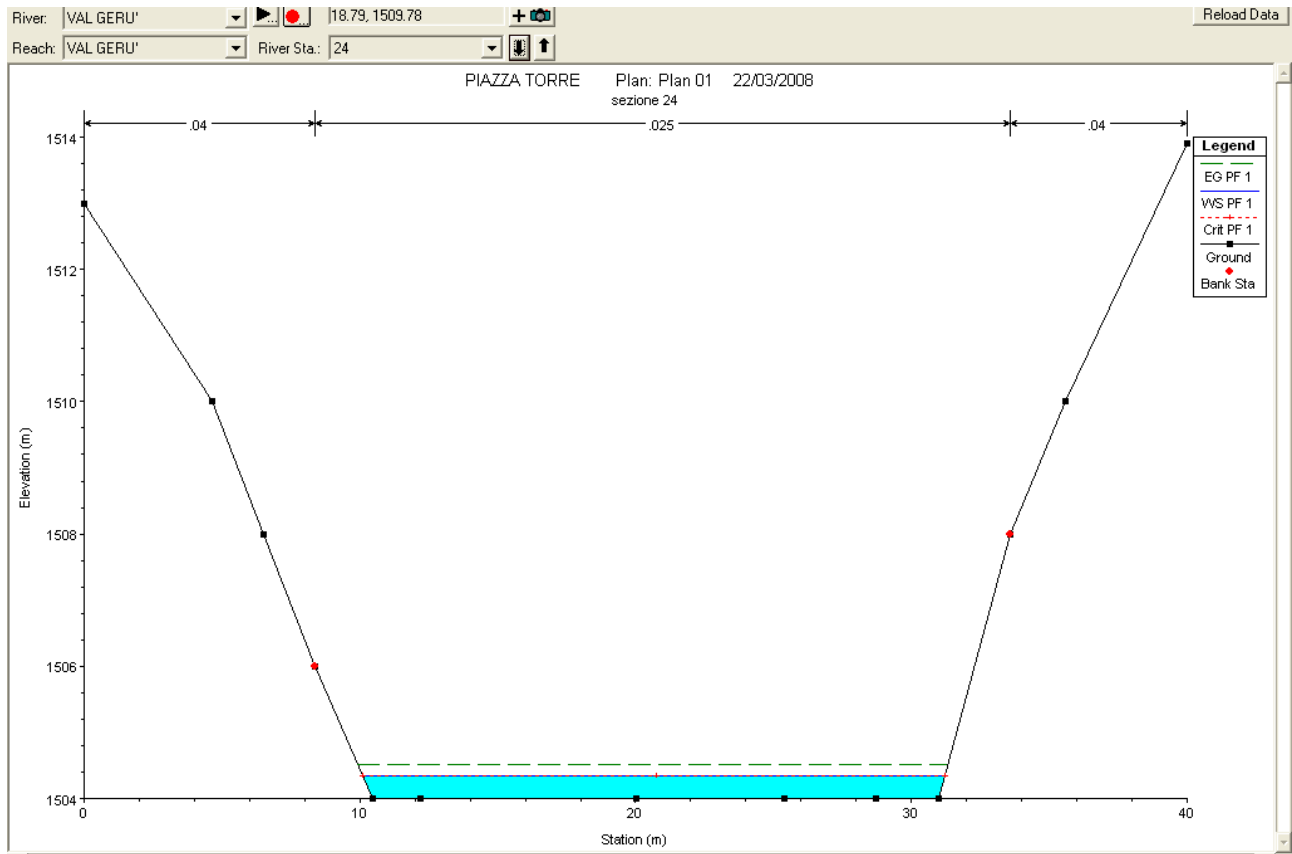 River: VAL GERU' 18.79, 1509.78 Reload Data
Reach: VAL GERU' River Sta.: 24
PIAZZA TORRE Plan: Plan 01 22/03/2008
sezione 24
.04 .025 .04
Legend
EG PF 1
WS PF 1
Crit PF 1
Ground
Bank Sta
1514
1512
1510
1508
1506
1504
Elevation (m)
0 10 20 30 40
Station (m)